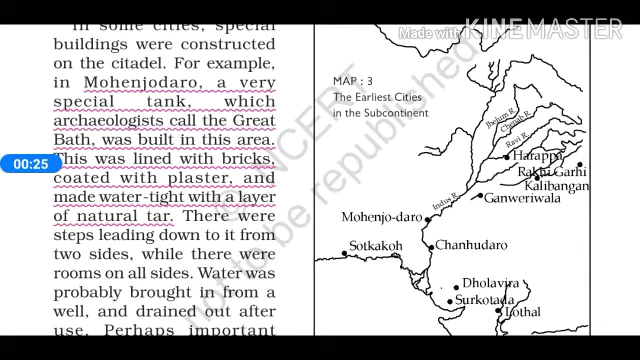 In some cities, special
buildings were constructed
on the citadel. For example,
in Mohenjodaro, a very
special tank, which
archaeologists call the Great
Bath, was built in this area.
This was lined with bricks,
coated with plaster, and
made water-tight with a layer
of natural tar. There were
steps leading down to it from
two sides, while there were
rooms on all sides. Water was
probably brought in from a
well, and drained out after
use. Perhaps important
00:25
Made with KINEMASTER
MAP : 3
The Earliest Cities
in the Subcontinent
Jhelum R.
Chenab R.
Ravi R.
Harappa
Rakhi Garhi
Kalibangan
Ganweriwala
Indus R.
Mohenjo-daro
Sotkakoh
Chanhudaro
Dholavira
Surkotada
Lothal
NCERT
not to be republished